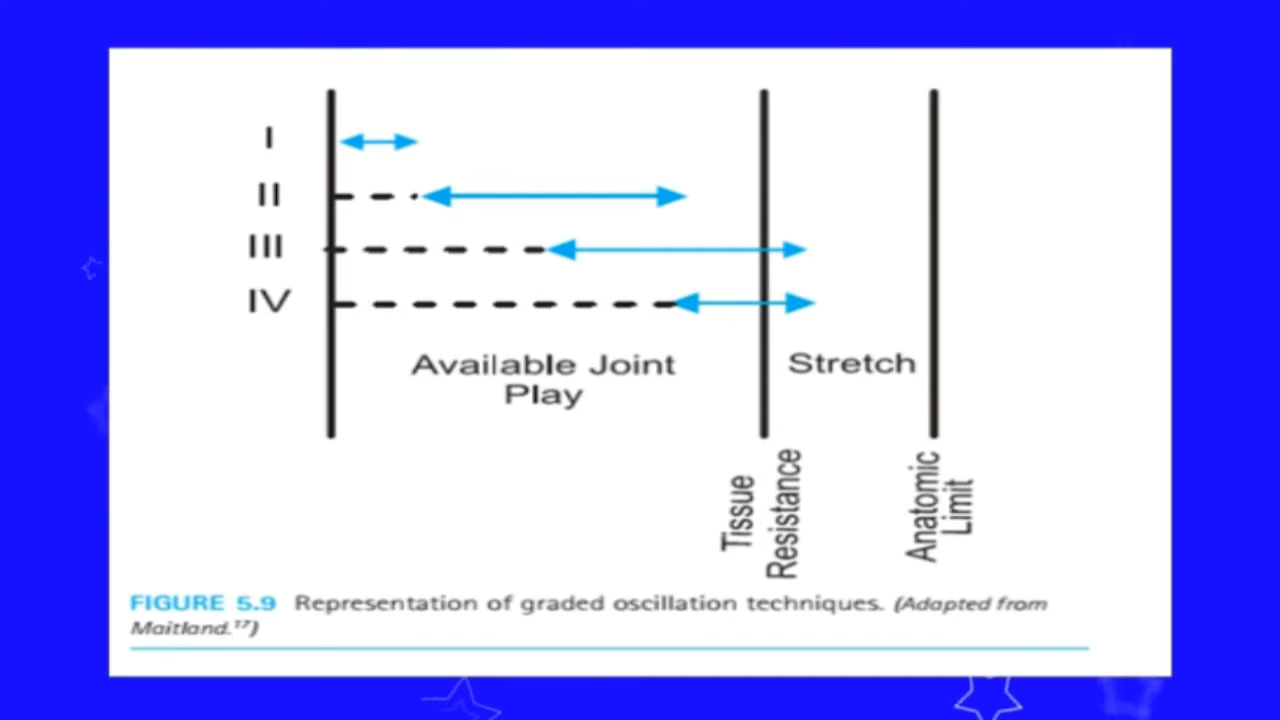 I
II
III
IV
Available Joint
Play
Stretch
Tissue
Resistance
Anatomic
Limit
FIGURE 5.9 Representation of graded oscillation techniques. (Adapted from
Maitland.¹⁷)